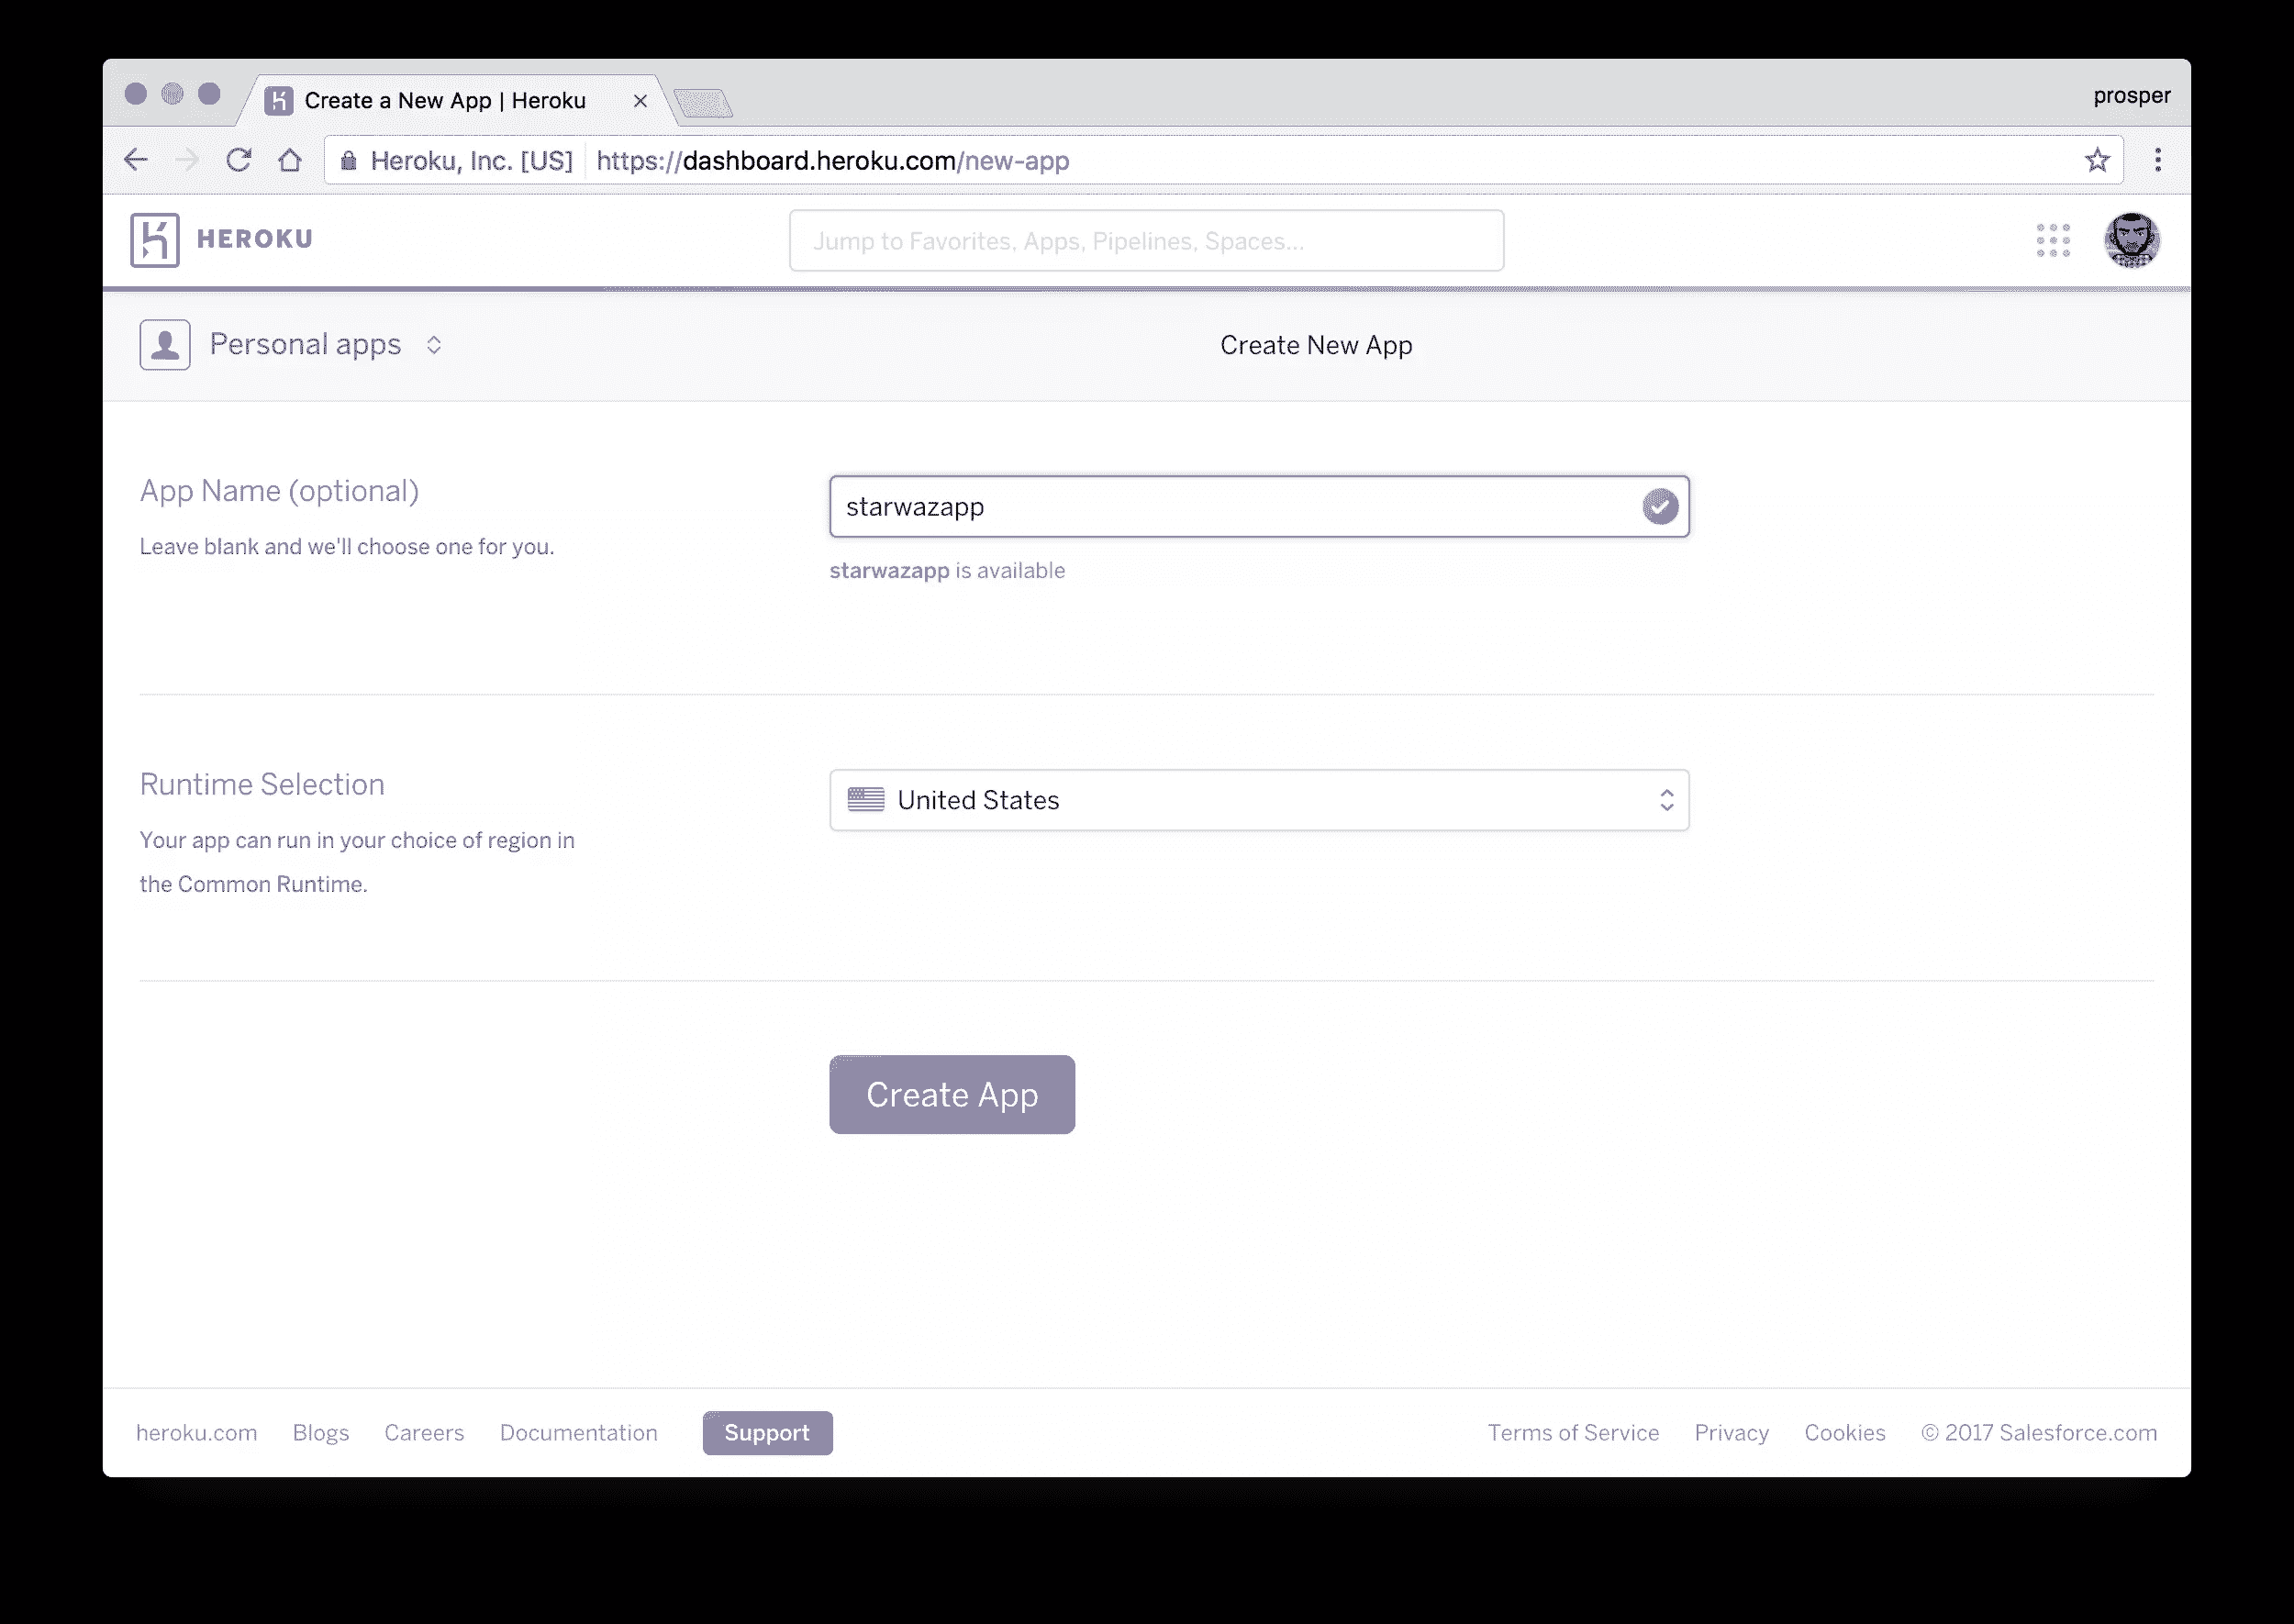 Create a New App | Heroku
prosper
Heroku, Inc. [US] https://dashboard.heroku.com/new-app
HEROKU
Jump to Favorites, Apps, Pipelines, Spaces...
Personal apps
Create New App
App Name (optional)
Leave blank and we'll choose one for you.
starwazapp
starwazapp is available
Runtime Selection
Your app can run in your choice of region in
the Common Runtime.
United States
Create App
heroku.com Blogs Careers Documentation Support Terms of Service Privacy Cookies © 2017 Salesforce.com